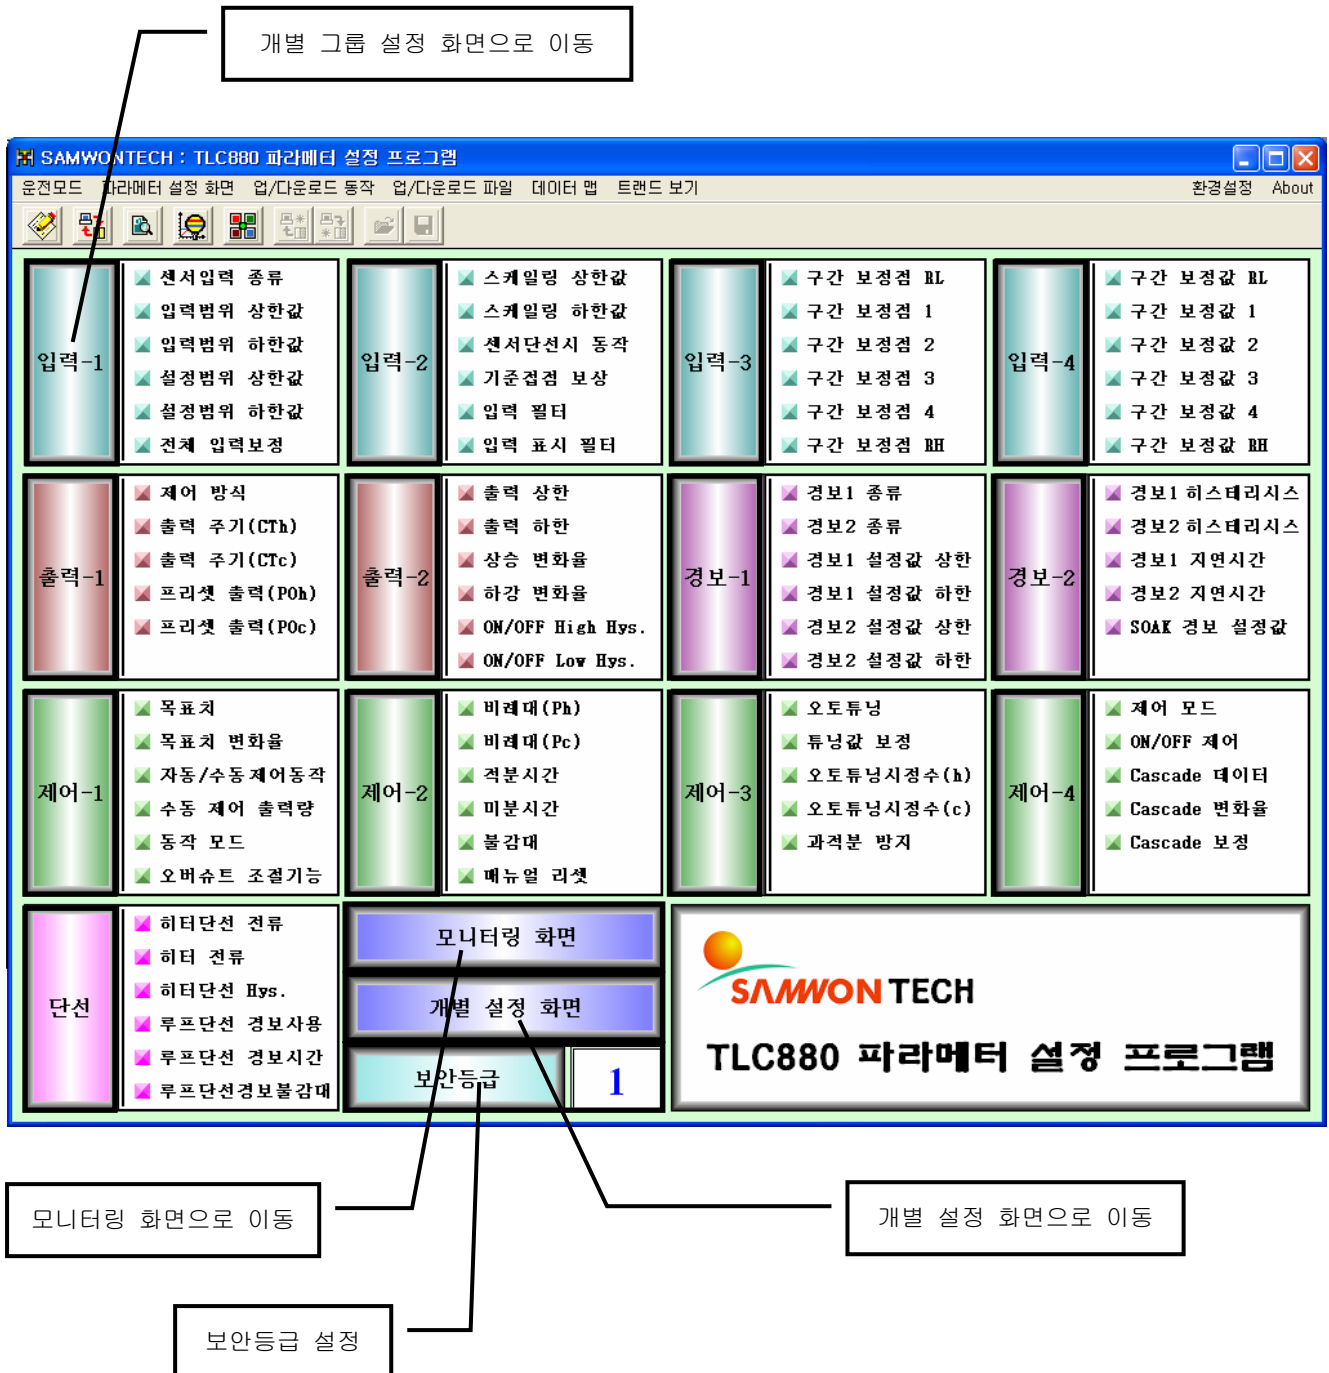 개별 그룹 설정 화면으로 이동
SAMWONTECH : TLC880 파라메터 설정 프로그램
운전모드 파라메터 설정 화면 업/다운로드 동작 업/다운로드 파일 데이터 맵 트랜드 보기 환경설정 About
입력-1
센서입력 종류
입력범위 상한값
입력범위 하한값
설정범위 상한값
설정범위 하한값
전체 입력보정
입력-2
스케일링 상한값
스케일링 하한값
센서단선시 동작
기준접점 보상
입력 필터
입력 표시 필터
입력-3
구간 보정점 RL
구간 보정점 1
구간 보정점 2
구간 보정점 3
구간 보정점 4
구간 보정점 RH
입력-4
구간 보정값 RL
구간 보정값 1
구간 보정값 2
구간 보정값 3
구간 보정값 4
구간 보정값 RH
출력-1
제어 방식
출력 주기(CTh)
출력 주기(CTc)
프리셋 출력(POh)
프리셋 출력(POc)
출력-2
출력 상한
출력 하한
상승 변화율
하강 변화율
ON/OFF High Hys.
ON/OFF Low Hys.
경보-1
경보1 종류
경보2 종류
경보1 설정값 상한
경보1 설정값 하한
경보2 설정값 상한
경보2 설정값 하한
경보-2
경보1 히스테리시스
경보2 히스테리시스
경보1 지연시간
경보2 지연시간
SOAK 경보 설정값
제어-1
목표치
목표치 변화율
자동/수동제어동작
수동 제어 출력량
동작 모드
오버슈트 조절기능
제어-2
비례대(Ph)
비례대(Pc)
적분시간
미분시간
불감대
매뉴얼 리셋
제어-3
오토튜닝
튜닝값 보정
오토튜닝시정수(h)
오토튜닝시정수(c)
과적분 방지
제어-4
제어 모드
ON/OFF 제어
Cascade 데이터
Cascade 변화율
Cascade 보정
단선
히터단선 전류
히터 전류
히터단선 Hys.
루프단선 경보사용
루프단선 경보시간
루프단선경보불감대
모니터링 화면
개별 설정 화면
보안등급 1
SAMWON TECH
TLC880 파라메터 설정 프로그램
모니터링 화면으로 이동
개별 설정 화면으로 이동
보안등급 설정